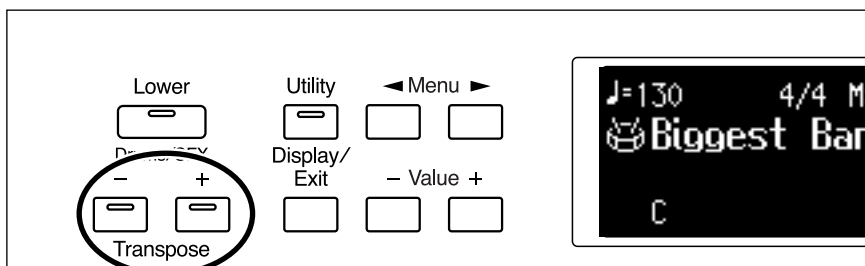 Lower
Utility
◄ Menu ►
Display/
Exit
− Value +
− +
Transpose
♩=130 4/4 M
Biggest Bar
C